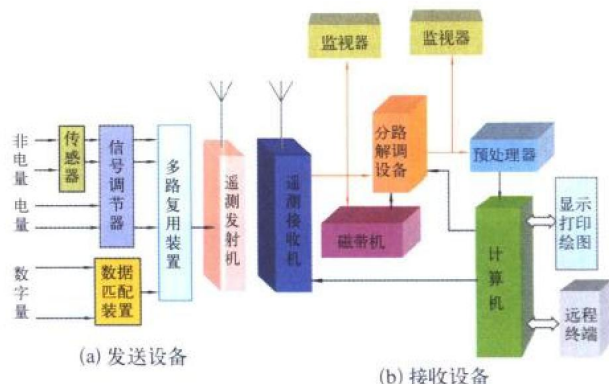 监视器
监视器
非
电
量
传
感
器
信
号
调
节
器
电
量
数
字
量
数据
匹配
装置
多
路
复
用
装
置
遥
测
发
射
机
遥
测
接
收
机
分路
解调
设备
磁带机
预处理器
计
算
机
显示
打印
绘图
远程
终端
(a) 发送设备
(b) 接收设备